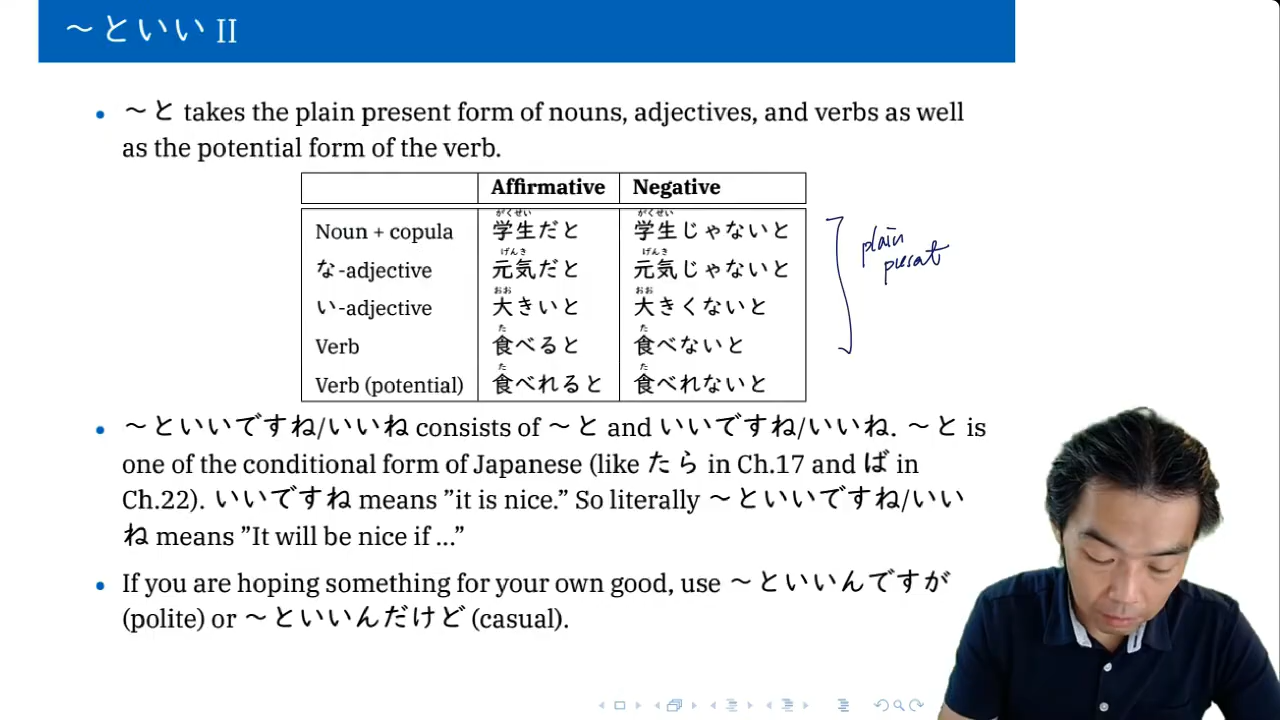 ～といい II
～と takes the plain present form of nouns, adjectives, and verbs as well
as the potential form of the verb.
Affirmative Negative
がくせい がくせい
Noun + copula 学生だと 学生じゃないと
げんき げんき
な-adjective 元気だと 元気じゃないと
おお おお
い-adjective 大きいと 大きくないと
た た
Verb 食べると 食べないと
た た
Verb (potential) 食べれると 食べれないと
plain
～といいですね/いいね consists of ～と and いいですね/いいね. ～と is
one of the conditional form of Japanese (like たら in Ch.17 and ば in
Ch.22). いいですね means ”it is nice.” So literally ～といいですね/いい
ね means ”It will be nice if ...”
If you are hoping something for your own good, use ～といいんですが
(polite) or ～といいんだけど (casual).